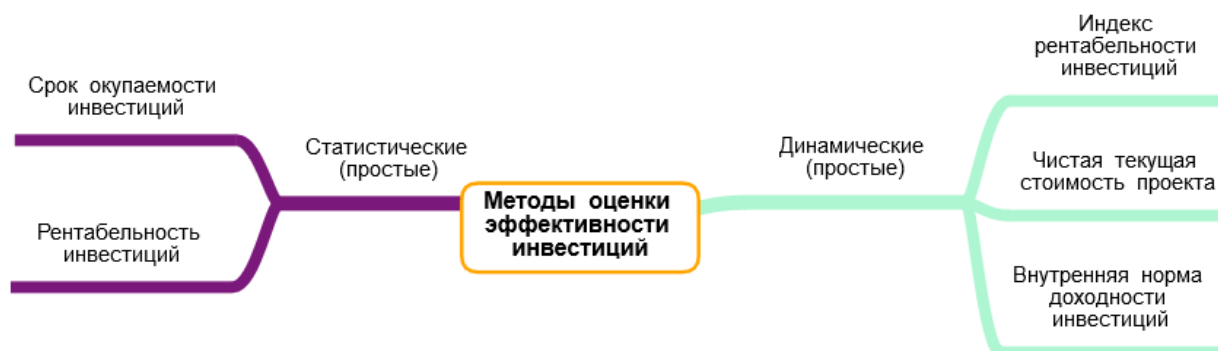 Срок окупаемости
инвестиций
Рентабельность
инвестиций
Статистические
(простые)
Методы оценки
эффективности
инвестиций
Динамические
(простые)
Индекс
рентабельности
инвестиций
Чистая текущая
стоимость проекта
Внутренняя норма
доходности
инвестиций